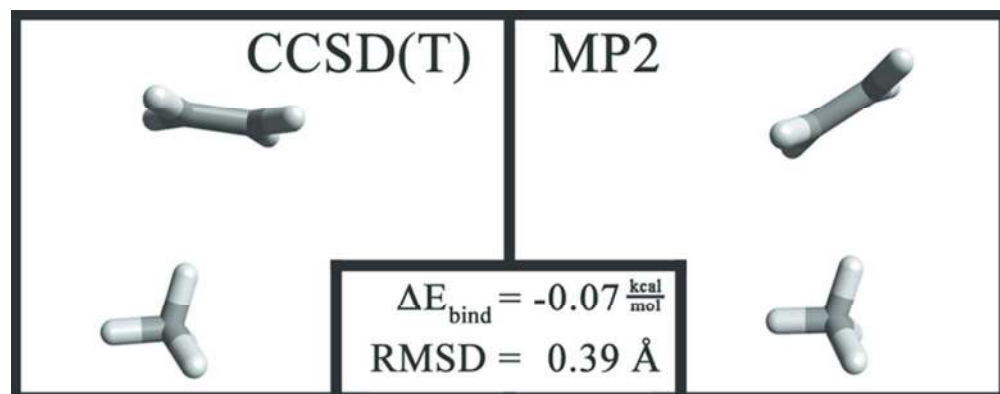 CCSD(T)
MP2
ΔE_bind = -0.07 kcal/mol
RMSD = 0.39 Å